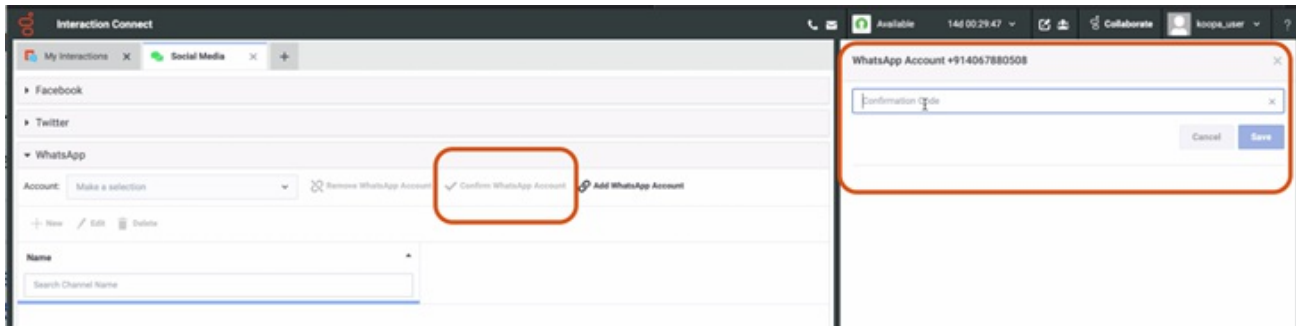 Interaction Connect
Available
14d 00:29:47
Collaborate
koopa_user
?
My Interactions X
Social Media X +
Facebook
Twitter
WhatsApp
Account: Make a selection
Remove WhatsApp Account
Confirm WhatsApp Account
Add WhatsApp Account
New Edit Delete
Name
Search Channel Name
WhatsApp Account +914067880508
Confirmation Code
Cancel Save